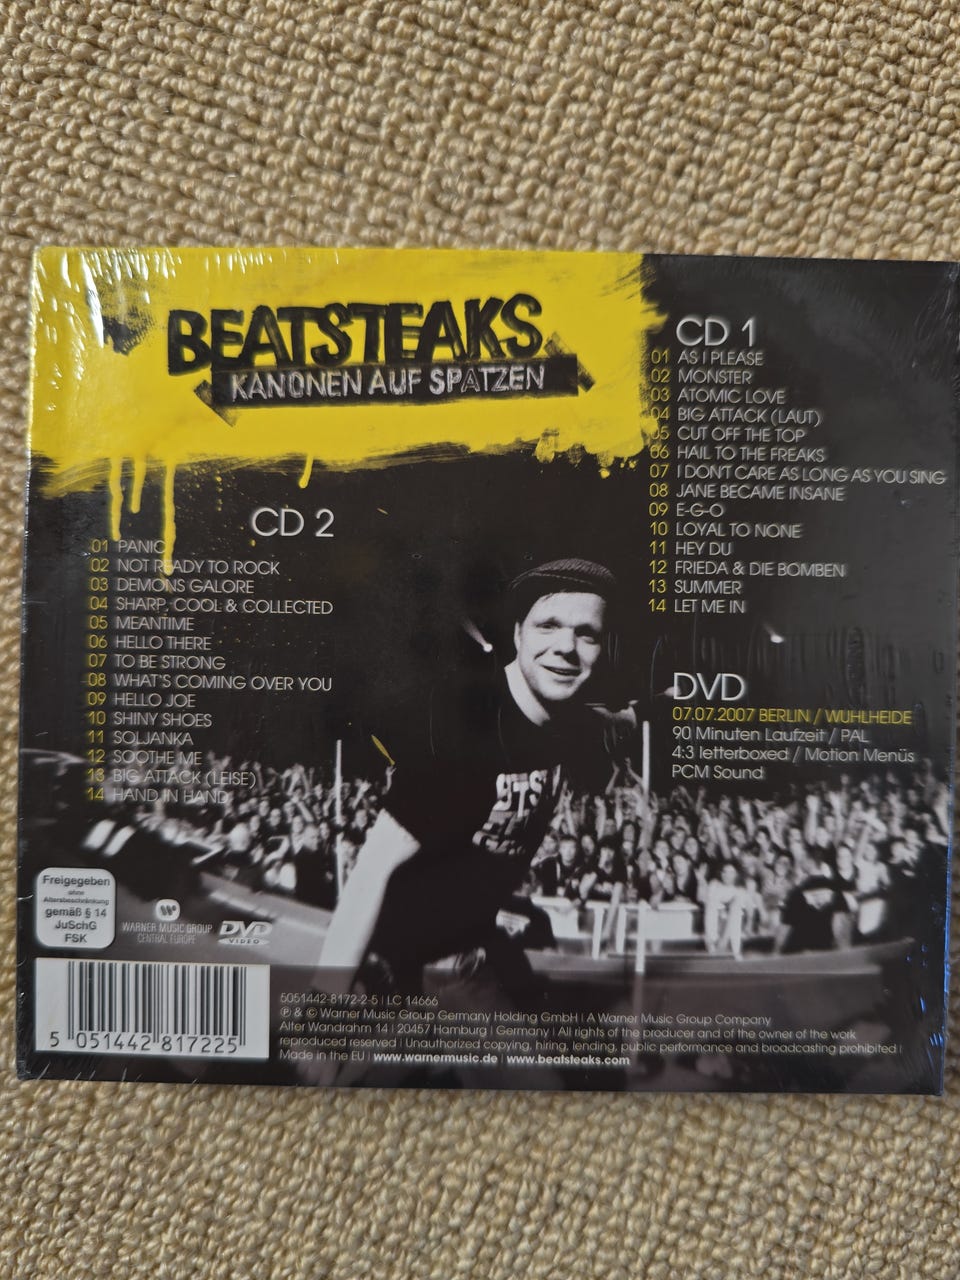 BEATSTEAKS
KANONEN AUF SPATZEN
CD 1
01 AS I PLEASE
02 MONSTER
03 ATOMIC LOVE
04 BIG ATTACK (LAUT)
05 CUT OFF THE TOP
06 HAIL TO THE FREAKS
07 I DON'T CARE AS LONG AS YOU SING
08 JANE BECAME INSANE
09 E-G-O
10 LOYAL TO NONE
11 HEY DU
12 FRIEDA & DIE BOMBEN
13 SUMMER
14 LET ME IN
CD 2
01 PANIC
02 NOT READY TO ROCK
03 DEMONS GALORE
04 SHARP, COOL & COLLECTED
05 MEANTIME
06 HELLO THERE
07 TO BE STRONG
08 WHAT'S COMING OVER YOU
09 HELLO JOE
10 SHINY SHOES
11 SOLJANKA
12 SOOTHE ME
13 BIG ATTACK (LEISE)
14 HAND IN HAND
DVD
07.07.2007 BERLIN / WUHLHEIDE
90 Minuten Laufzeit / PAL
4:3 letterboxed / Motion Menüs
PCM Sound
BTS
Freigegeben
ohne
Altersbeschränkung
gemäß § 14
JuSchG
FSK
WARNER MUSIC GROUP
CENTRAL EUROPE
DVD
VIDEO
5 051442 817225
5051442-8172-2-5 | LC 14666
℗ & © Warner Music Group Germany Holding GmbH | A Warner Music Group Company
Alter Wandrahm 14 | 20457 Hamburg | Germany | All rights of the producer and of the owner of the work
reproduced reserved | Unauthorized copying, hiring, lending, public performance and broadcasting prohibited |
Made in the EU | www.warnermusic.de | www.beatsteaks.com